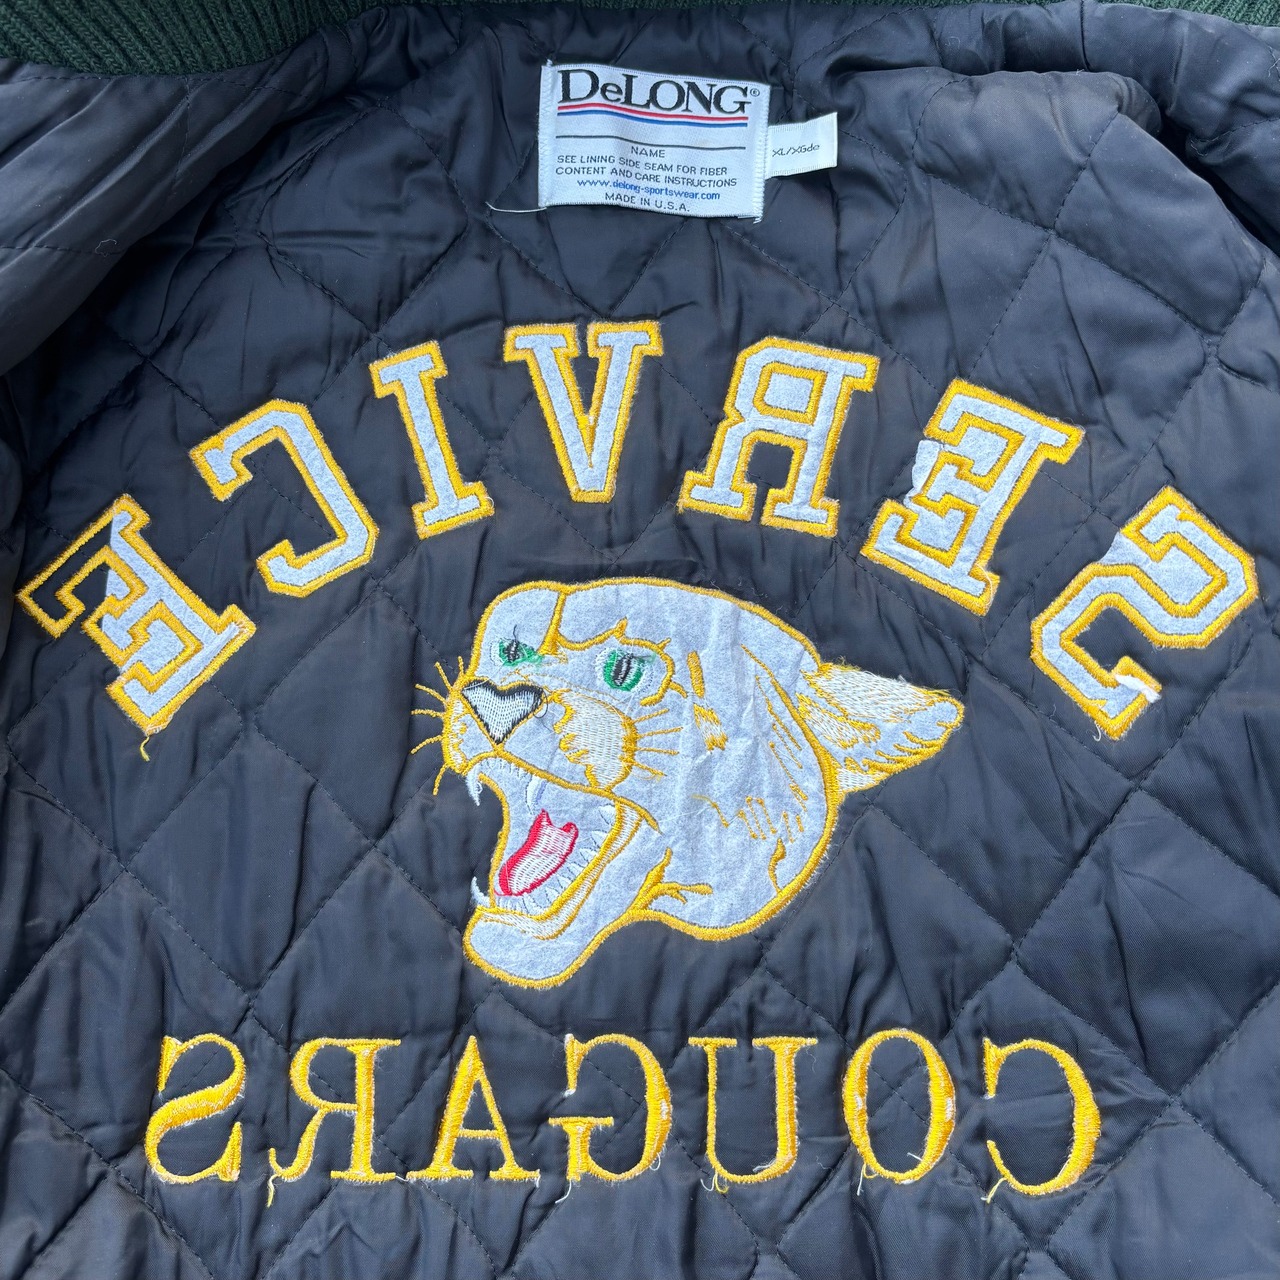 DeLONG®
NAME
SEE LINING SIDE SEAM FOR FIBER
CONTENT AND CARE INSTRUCTIONS
www.delong-sportswear.com
MADE IN U.S.A.
XL/XGde
SERVICE
COUGARS